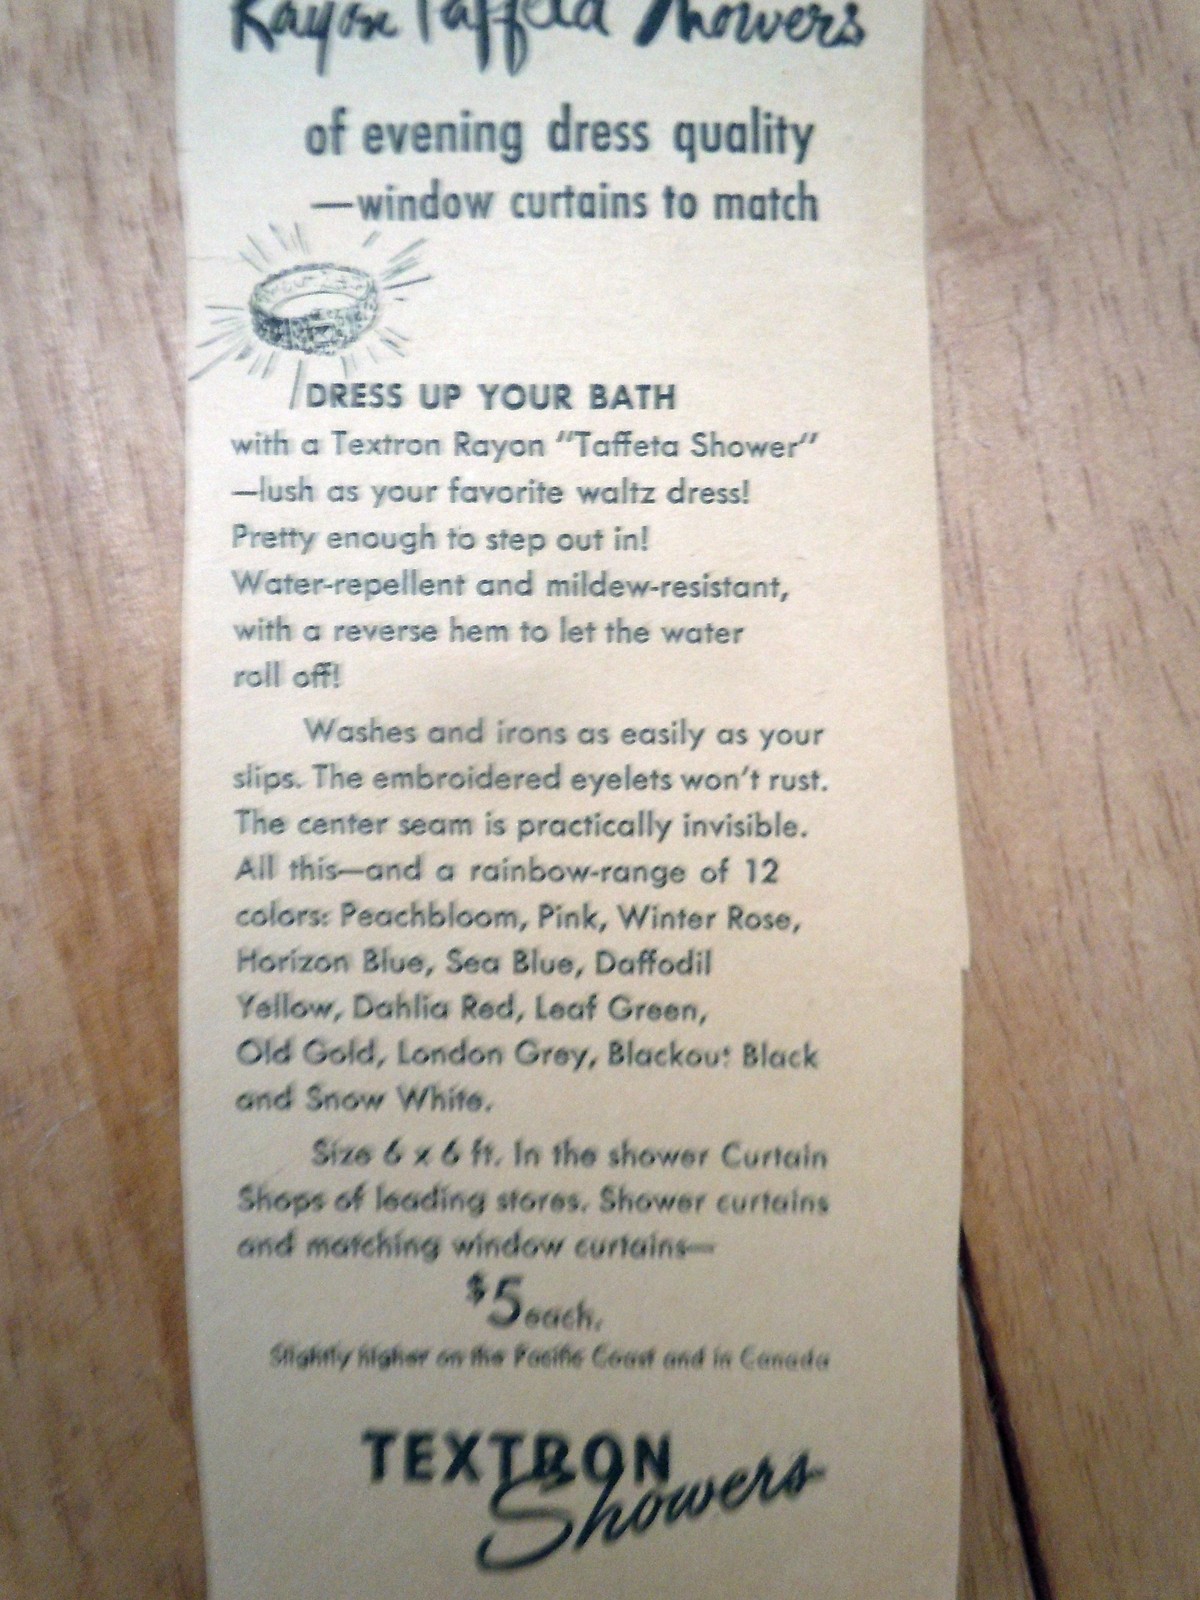 Rayon Taffeta Showers
of evening dress quality
—window curtains to match
DRESS UP YOUR BATH
with a Textron Rayon "Taffeta Shower"
—lush as your favorite waltz dress!
Pretty enough to step out in!
Water-repellent and mildew-resistant,
with a reverse hem to let the water
roll off!
Washes and irons as easily as your
slips. The embroidered eyelets won't rust.
The center seam is practically invisible.
All this—and a rainbow-range of 12
colors: Peachbloom, Pink, Winter Rose,
Horizon Blue, Sea Blue, Daffodil
Yellow, Dahlia Red, Leaf Green,
Old Gold, London Grey, Blackout Black
and Snow White.
Size 6 x 6 ft. In the shower Curtain
Shops of leading stores. Shower curtains
and matching window curtains—
$5 each.
Slightly higher on the Pacific Coast and in Canada
TEXTRON
Showers